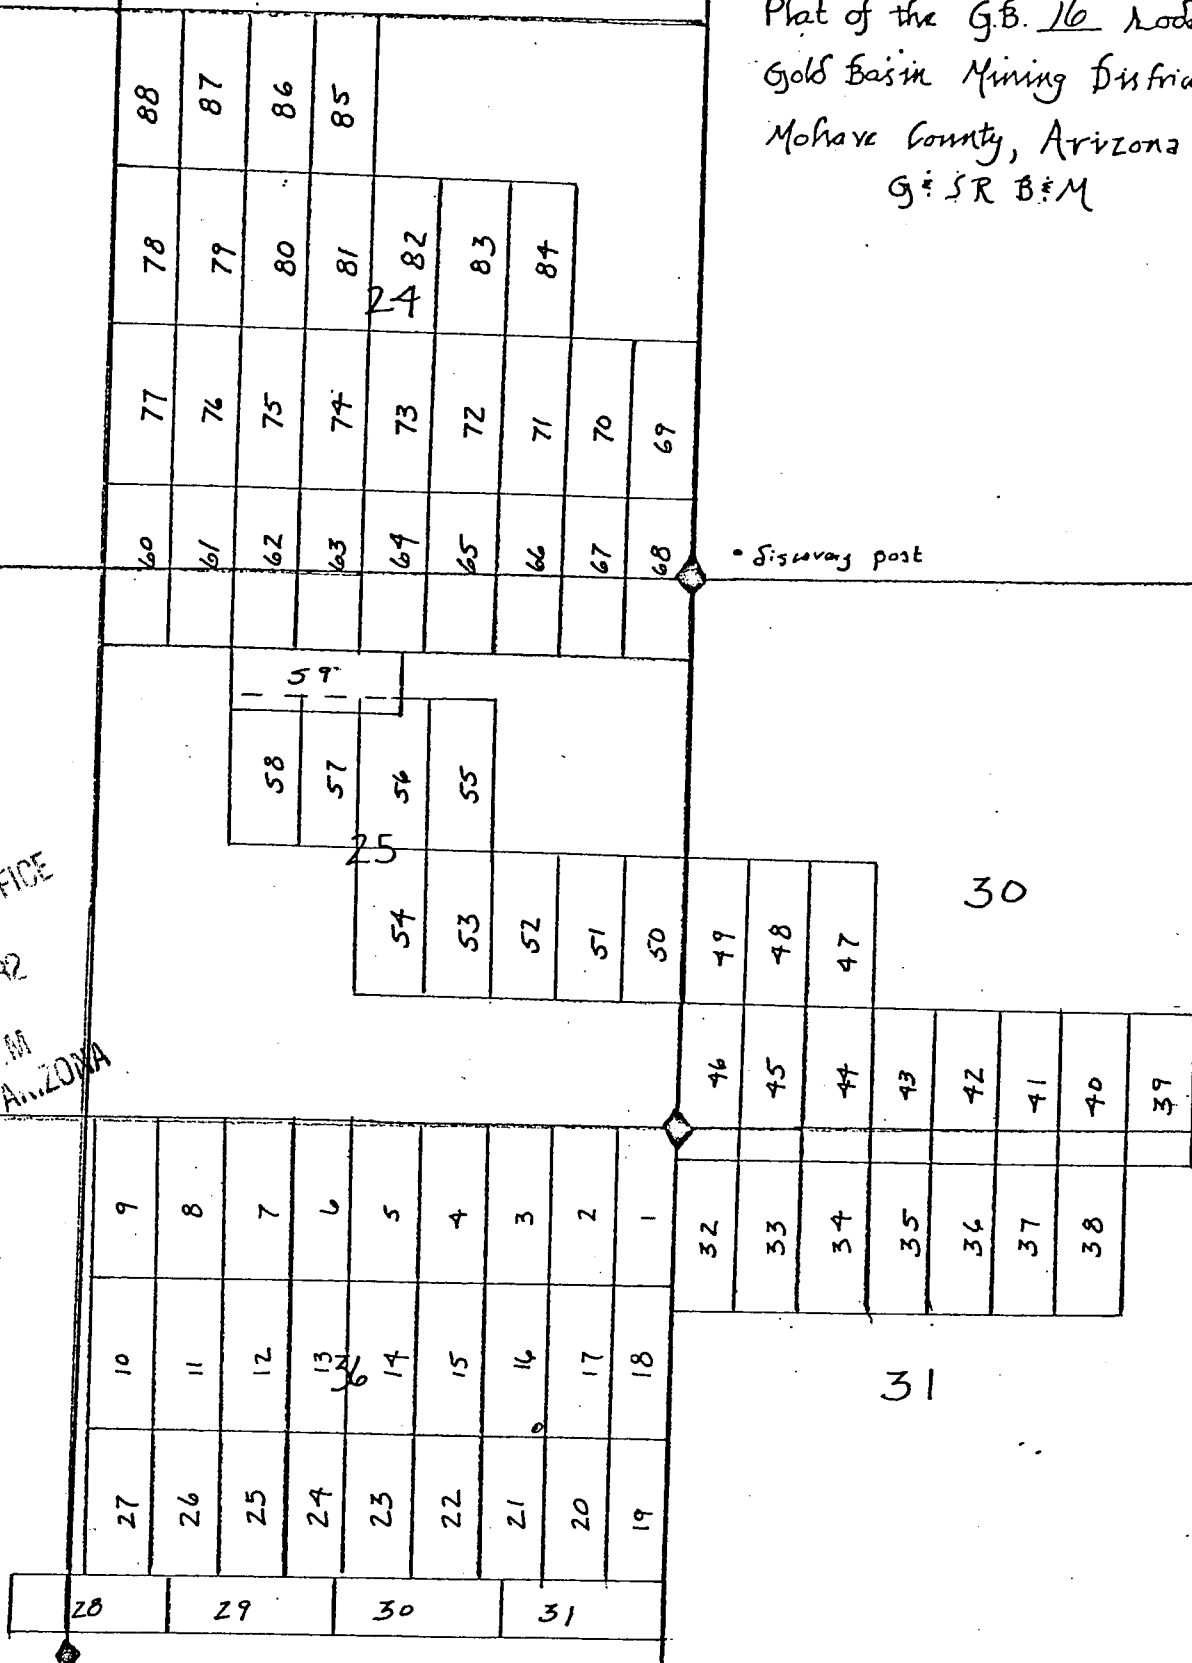 Plat of the G.B. 16
Gold Basin Mining
Mohave County, Arizona
G & SR B & M
88 87 86 85
78 79 80 81 82 83 84
24
77 76 75 74 73 72 71 70 69
60 61 62 63 64 65 66 67 68
• discovery post
59
58 57 56 55
25
30
54 53 52 51 50 49 48 47
46 45 44 43 42 41 40 39
ARIZONA
9 8 7 6 5 4 3 2 1
32 33 34 35 36 37 38
10 11 12 13 14 15 16 17 18
36
31
27 26 25 24 23 22 21 20 19
28 29 30 31